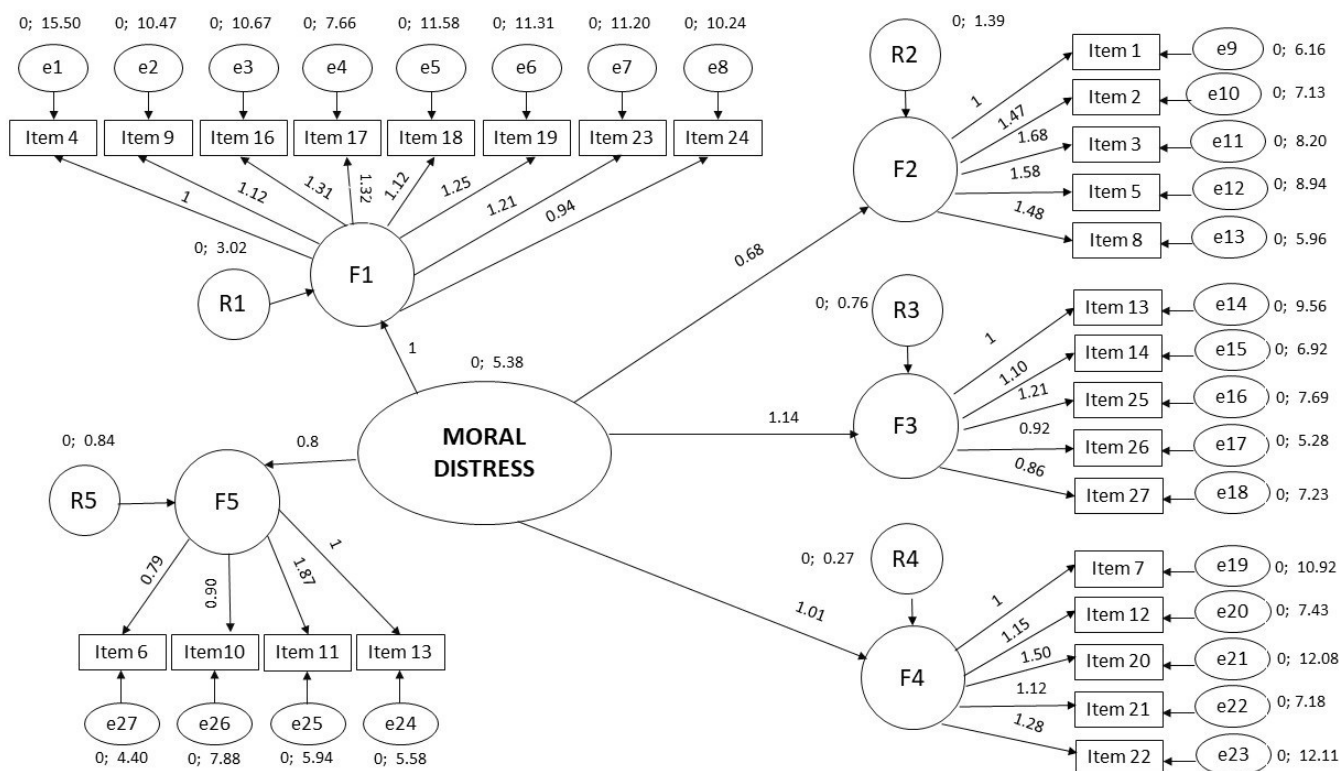 0; 15.50 0; 10.47 0; 10.67 0; 7.66 0; 11.58 0; 11.31 0; 11.20 0; 10.24
e1 e2 e3 e4 e5 e6 e7 e8
Item 4 Item 9 Item 16 Item 17 Item 18 Item 19 Item 23 Item 24
1 1.12 1.31 1.32 1.12 1.25 1.21 0.94
0; 3.02
R1
F1
1
0; 1.39
R2
F2
0.68
1 Item 1 e9 0; 6.16
1.47 Item 2 e10 0; 7.13
1.68 Item 3 e11 0; 8.20
1.58 Item 5 e12 0; 8.94
1.48 Item 8 e13 0; 5.96
0; 5.38
MORAL
DISTRESS
0; 0.76
R3
F3
1.14
1 Item 13 e14 0; 9.56
1.10 Item 14 e15 0; 6.92
1.21 Item 25 e16 0; 7.69
0.92 Item 26 e17 0; 5.28
0.86 Item 27 e18 0; 7.23
0; 0.84
R5
F5
0.8
0.79 0.90 1.87 1
Item 6 Item10 Item 11 Item 13
e27 e26 e25 e24
0; 4.40 0; 7.88 0; 5.94 0; 5.58
0; 0.27
R4
F4
1.01
1 Item 7 e19 0; 10.92
1.15 Item 12 e20 0; 7.43
1.50 Item 20 e21 0; 12.08
1.12 Item 21 e22 0; 7.18
1.28 Item 22 e23 0; 12.11